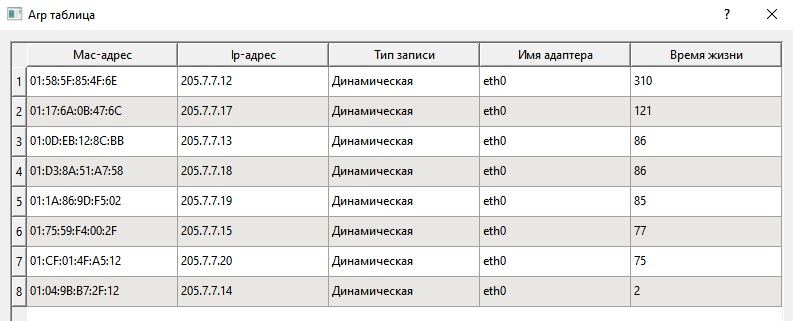 Arp таблица
Mac-адрес Ip-адрес Тип записи Имя адаптера Время жизни
1 01:58:5F:85:4F:6E 205.7.7.12 Динамическая eth0 310
2 01:17:6A:0B:47:6C 205.7.7.17 Динамическая eth0 121
3 01:0D:EB:12:8C:BB 205.7.7.13 Динамическая eth0 86
4 01:D3:8A:51:A7:58 205.7.7.18 Динамическая eth0 86
5 01:1A:86:9D:F5:02 205.7.7.19 Динамическая eth0 85
6 01:75:59:F4:00:2F 205.7.7.15 Динамическая eth0 77
7 01:CF:01:4F:A5:12 205.7.7.20 Динамическая eth0 75
8 01:04:9B:B7:2F:12 205.7.7.14 Динамическая eth0 2